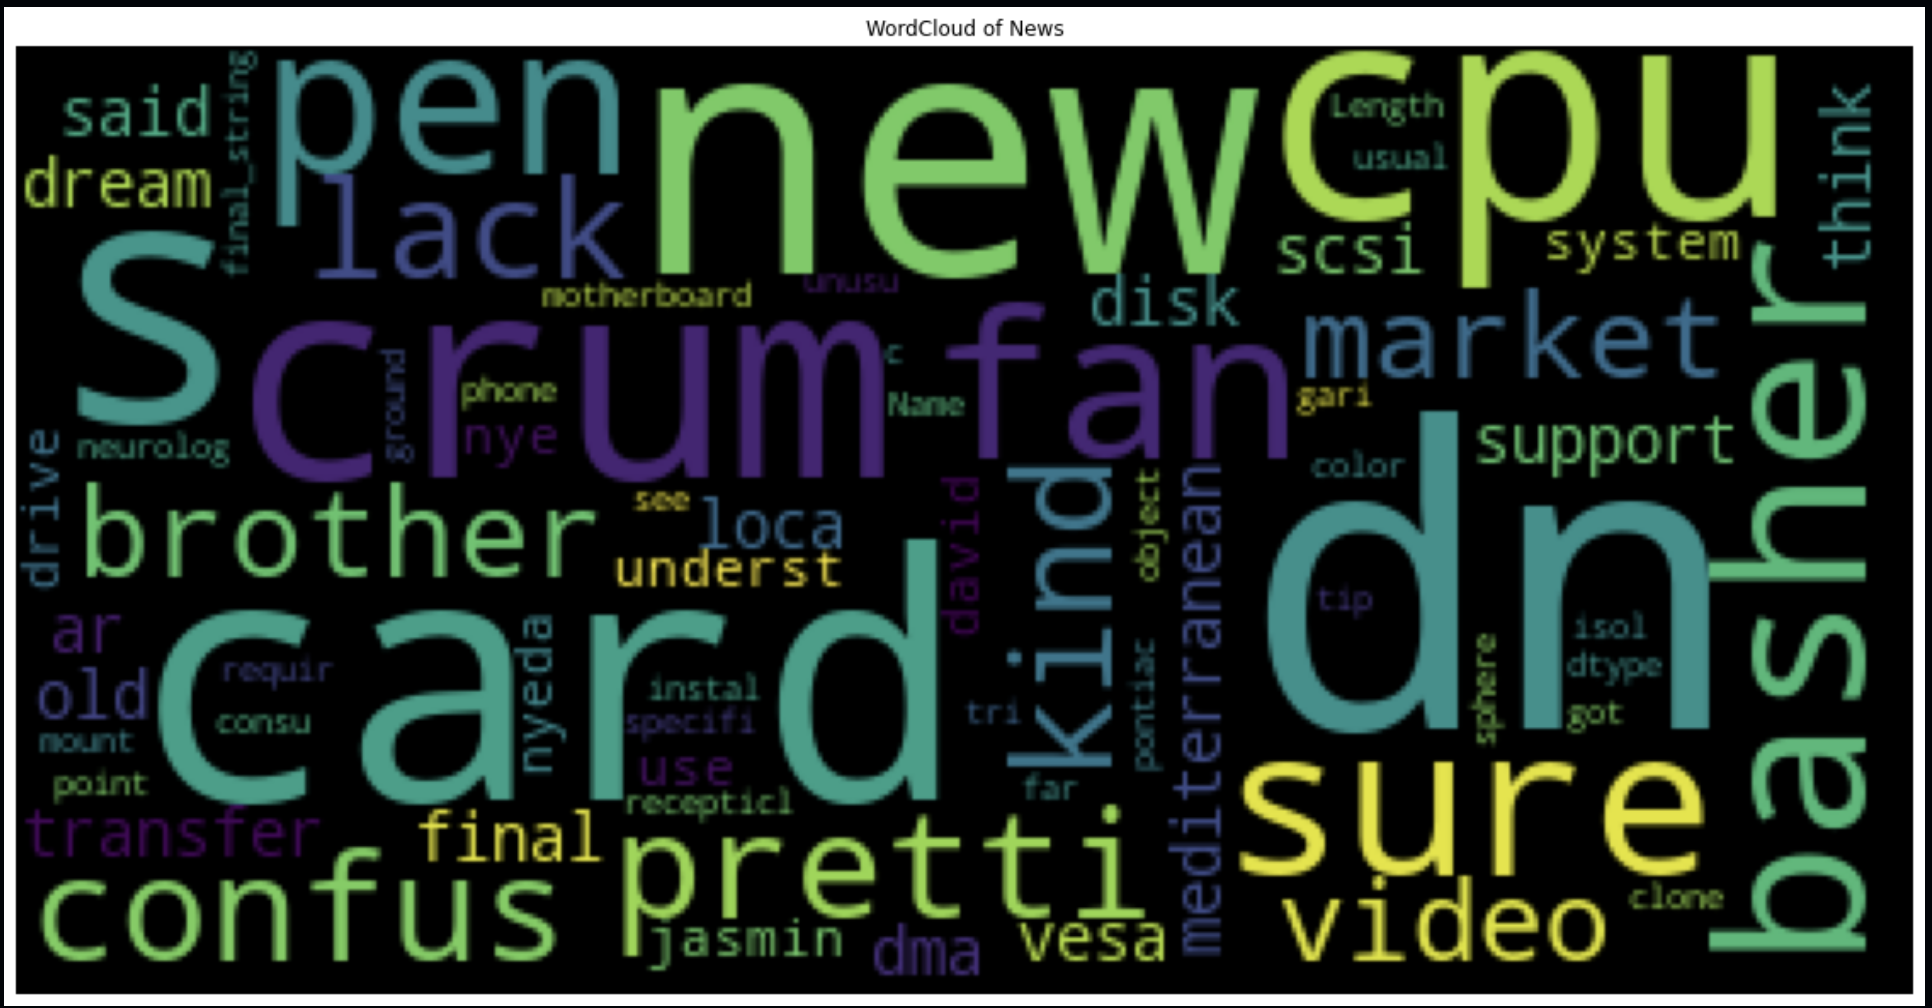 WordCloud of News
said
final_string
pen
new
cpu
Length
usual
think
dream
lack
scsi
system
s
motherboard
unusu
disk
crum
fan
market
basher
c
ground
phone
Name
gari
nye
neurolog
support
drive
color
dn
brother
see
loca
david
kind
object
mediterranean
underst
card
tip
ar
nyeda
isol
requir
dtype
old
instal
pontiac
sphere
consu
specifi
tri
got
mount
use
point
recepticl
far
sure
transfer
final
pretti
confus
video
clone
jasmin
dma
vesa